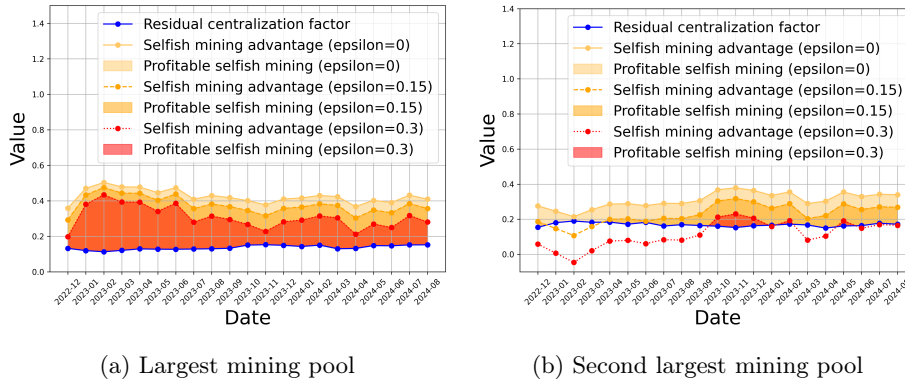 1.4
1.2
1.0
0.8
0.6
0.4
0.2
0.0
Value
Residual centralization factor
Selfish mining advantage (epsilon=0)
Profitable selfish mining (epsilon=0)
Selfish mining advantage (epsilon=0.15)
Profitable selfish mining (epsilon=0.15)
Selfish mining advantage (epsilon=0.3)
Profitable selfish mining (epsilon=0.3)
2022-12
2023-01
2023-02
2023-03
2023-04
2023-05
2023-06
2023-07
2023-08
2023-09
2023-10
2023-11
2023-12
2024-01
2024-02
2024-03
2024-04
2024-05
2024-06
2024-07
2024-08
Date
(a) Largest mining pool
1.4
1.2
1.0
0.8
0.6
0.4
0.2
0.0
Value
Residual centralization factor
Selfish mining advantage (epsilon=0)
Profitable selfish mining (epsilon=0)
Selfish mining advantage (epsilon=0.15)
Profitable selfish mining (epsilon=0.15)
Selfish mining advantage (epsilon=0.3)
Profitable selfish mining (epsilon=0.3)
2022-12
2023-01
2023-02
2023-03
2023-04
2023-05
2023-06
2023-07
2023-08
2023-09
2023-10
2023-11
2023-12
2024-01
2024-02
2024-03
2024-04
2024-05
2024-06
2024-07
Date
(b) Second largest mining pool